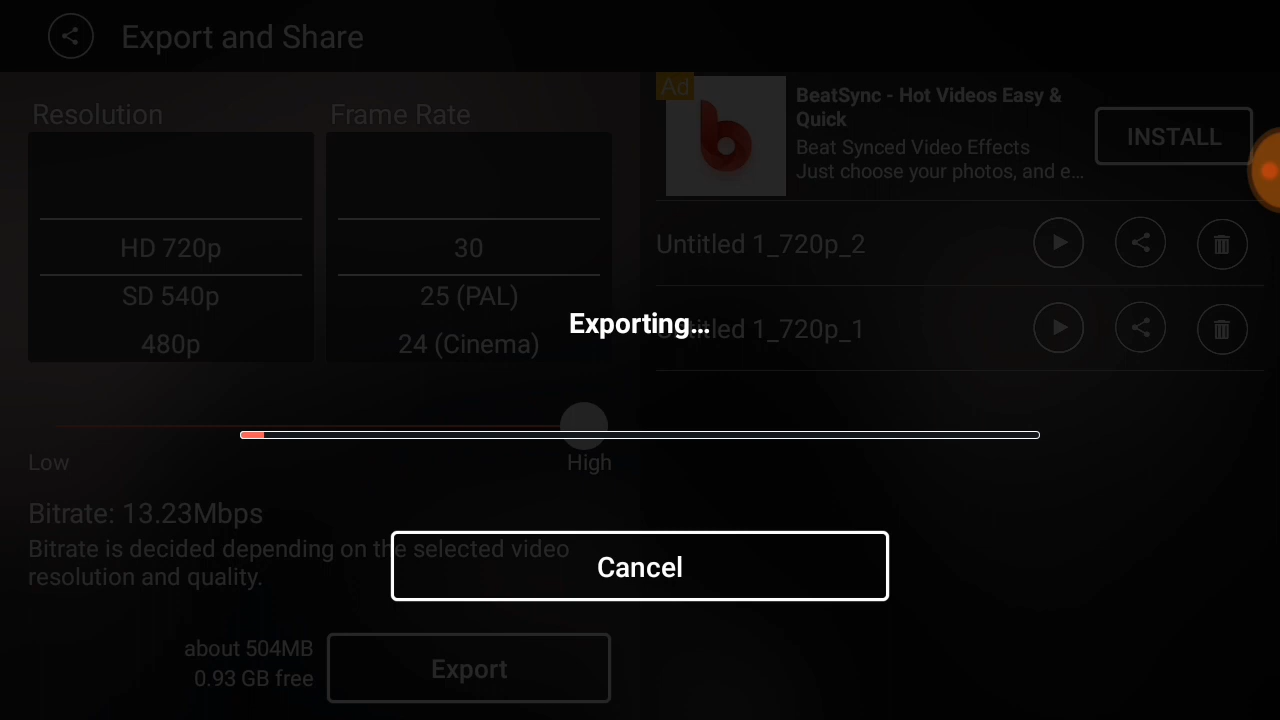 Export and Share
Resolution
Frame Rate
HD 720p
SD 540p
480p
30
25 (PAL)
24 (Cinema)
Low
High
Bitrate: 13.23Mbps
Bitrate is decided depending on the selected video
resolution and quality.
about 504MB
0.93 GB free
Export
Ad
BeatSync - Hot Videos Easy &
Quick
Beat Synced Video Effects
Just choose your photos, and e...
INSTALL
Untitled 1_720p_2
Untitled 1_720p_1
Exporting...
Cancel